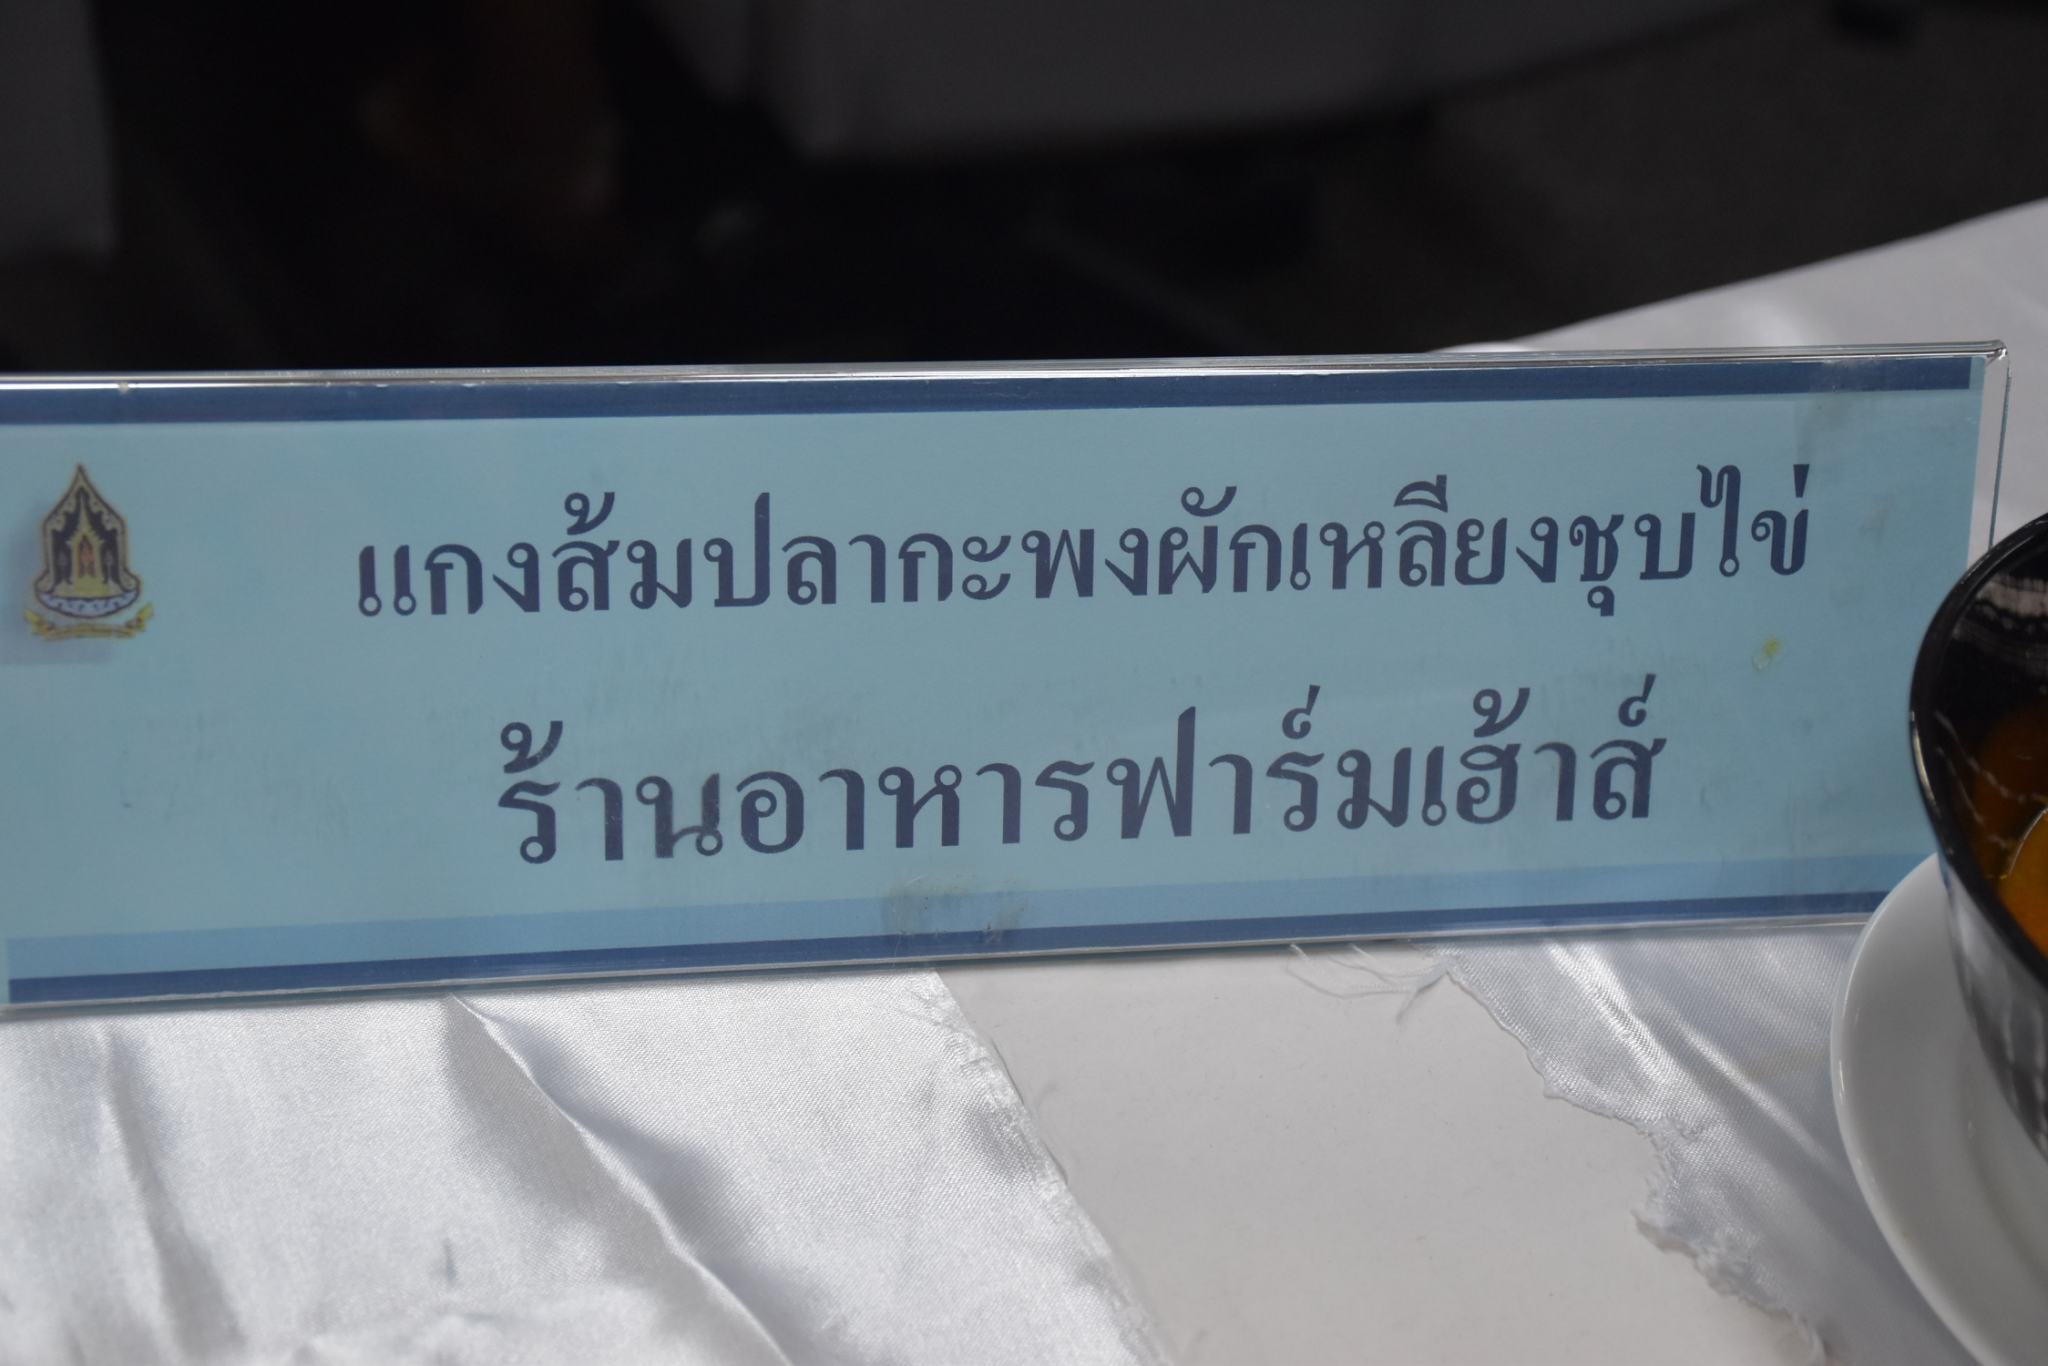 แกงส้มปลากะพงผักเหลียงชุบไข่
ร้านอาหารฟาร์มเฮ้าส์